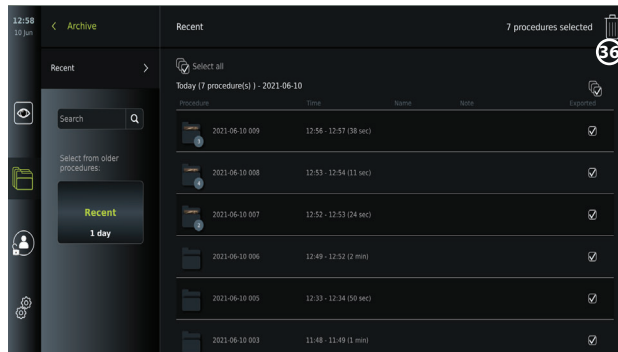 12:58
10 Jun
Archive
Recent
7 procedures selected
36
Recent
Select all
Today (7 procedure(s) ) - 2021-06-10
Procedure Time Name Note Exported
Search
Select from older
procedures:
Recent
1 day
1
2021-06-10 009 12:56 - 12:57 (38 sec)
4
2021-06-10 008 12:53 - 12:54 (11 sec)
2
2021-06-10 007 12:52 - 12:53 (24 sec)
2021-06-10 006 12:49 - 12:52 (2 min)
2021-06-10 005 12:33 - 12:34 (50 sec)
2021-06-10 003 11:48 - 11:49 (1 min)